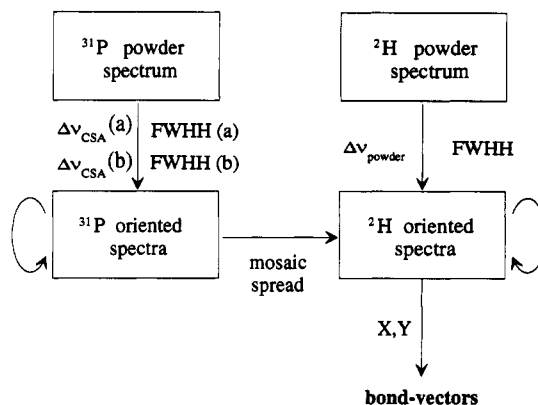 ³¹P powder
spectrum
²H powder
spectrum
Δν_CSA (a) FWHH (a)
Δν_CSA (b) FWHH (b)
Δν_powder FWHH
³¹P oriented
spectra
mosaic
spread
²H oriented
spectra
X,Y
bond-vectors